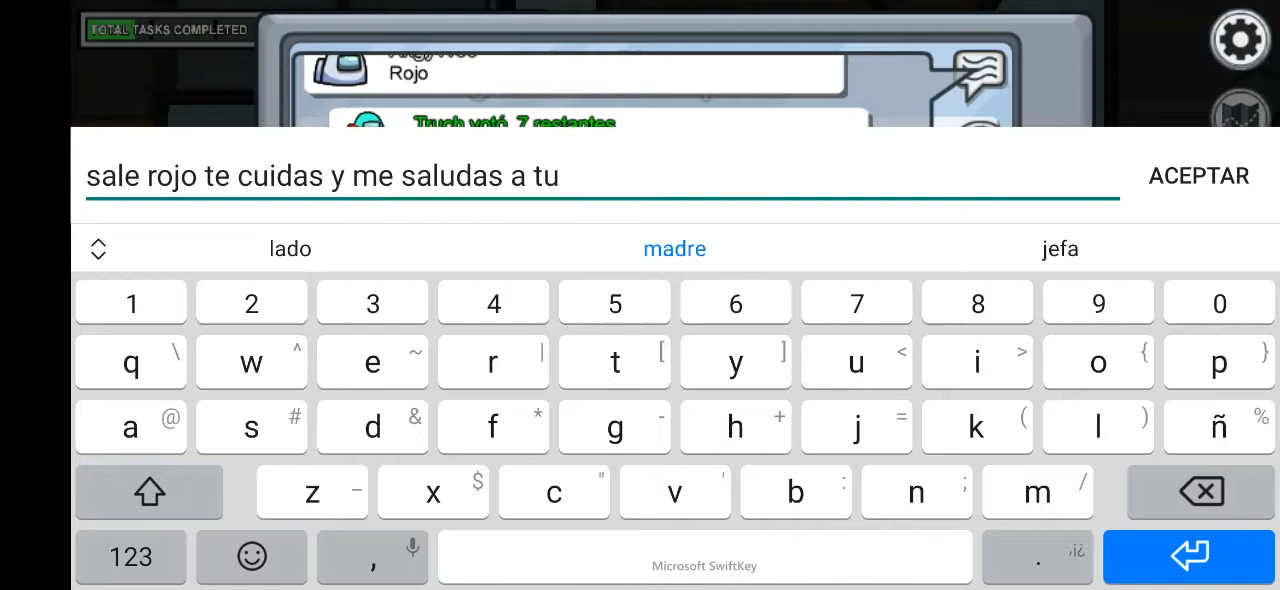 TOTAL TASKS COMPLETED
Rojo
Truch votó. 7 restantes
sale rojo te cuidas y me saludas a tu
ACEPTAR
lado madre jefa
1 2 3 4 5 6 7 8 9 0
q \ w ^ e ~ r | t [ y ] u < i > o { p }
a @ s # d & f * g - h + j = k ( l ) ñ %
z _ x $ c " v ' b : n ; m /
123 , . ,¡¿
Microsoft SwiftKey